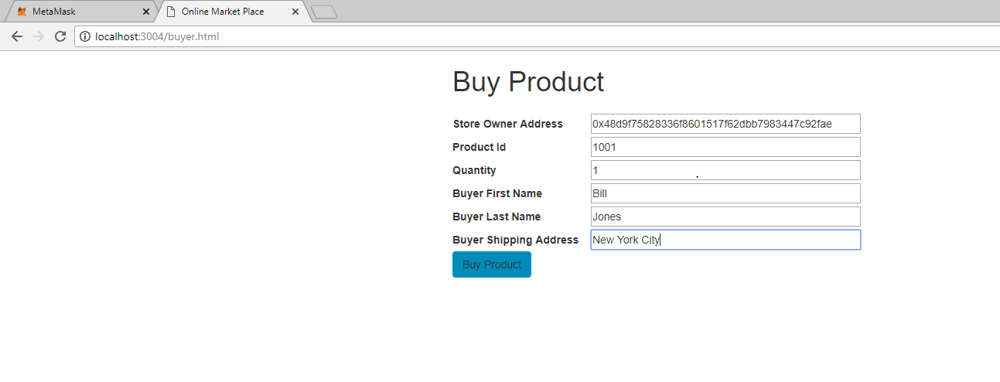 MetaMask Online Market Place
localhost:3004/buyer.html
Buy Product
Store Owner Address 0x48d9f75828336f8601517f62dbb7983447c92fae
Product Id 1001
Quantity 1
Buyer First Name Bill
Buyer Last Name Jones
Buyer Shipping Address New York City
Buy Product